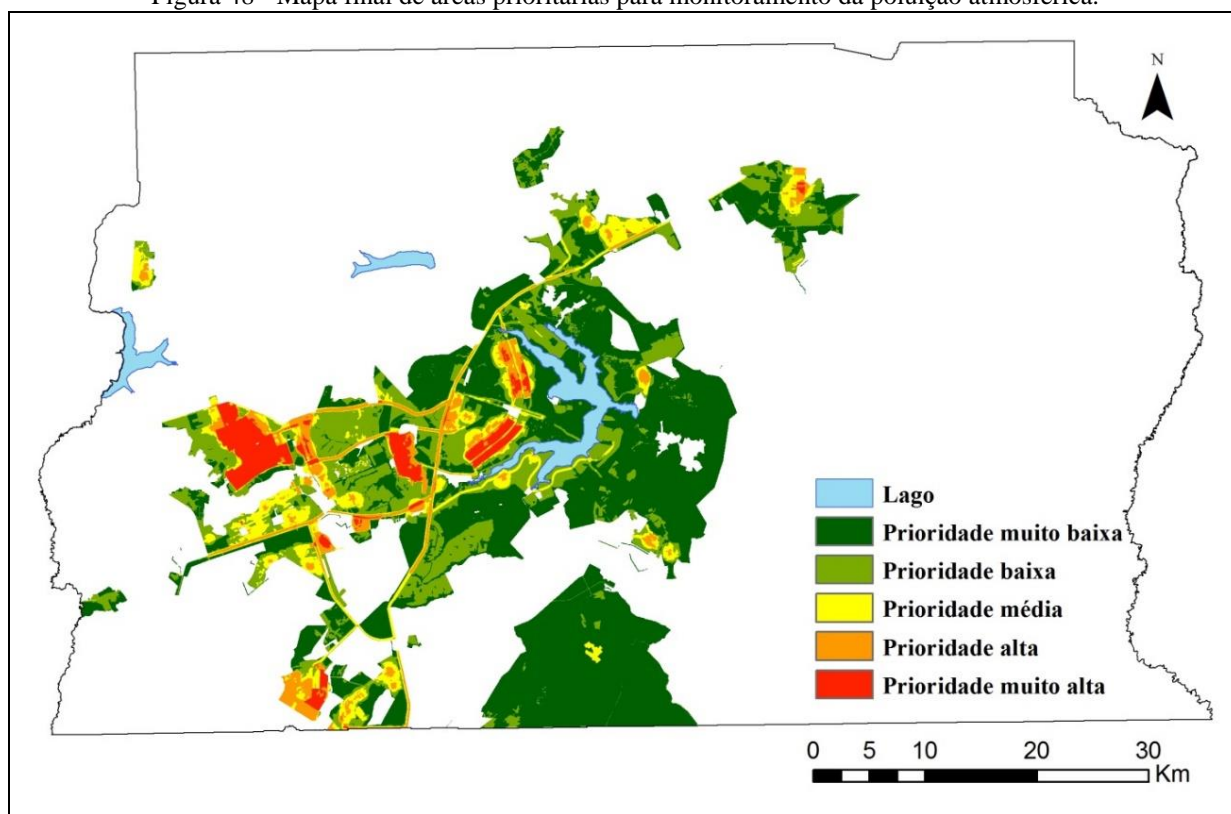 Figura 48 - Mapa final de áreas prioritárias para monitoramento da poluição atmosférica.
N
Lago
Prioridade muito baixa
Prioridade baixa
Prioridade média
Prioridade alta
Prioridade muito alta
0 5 10 20 30
Km